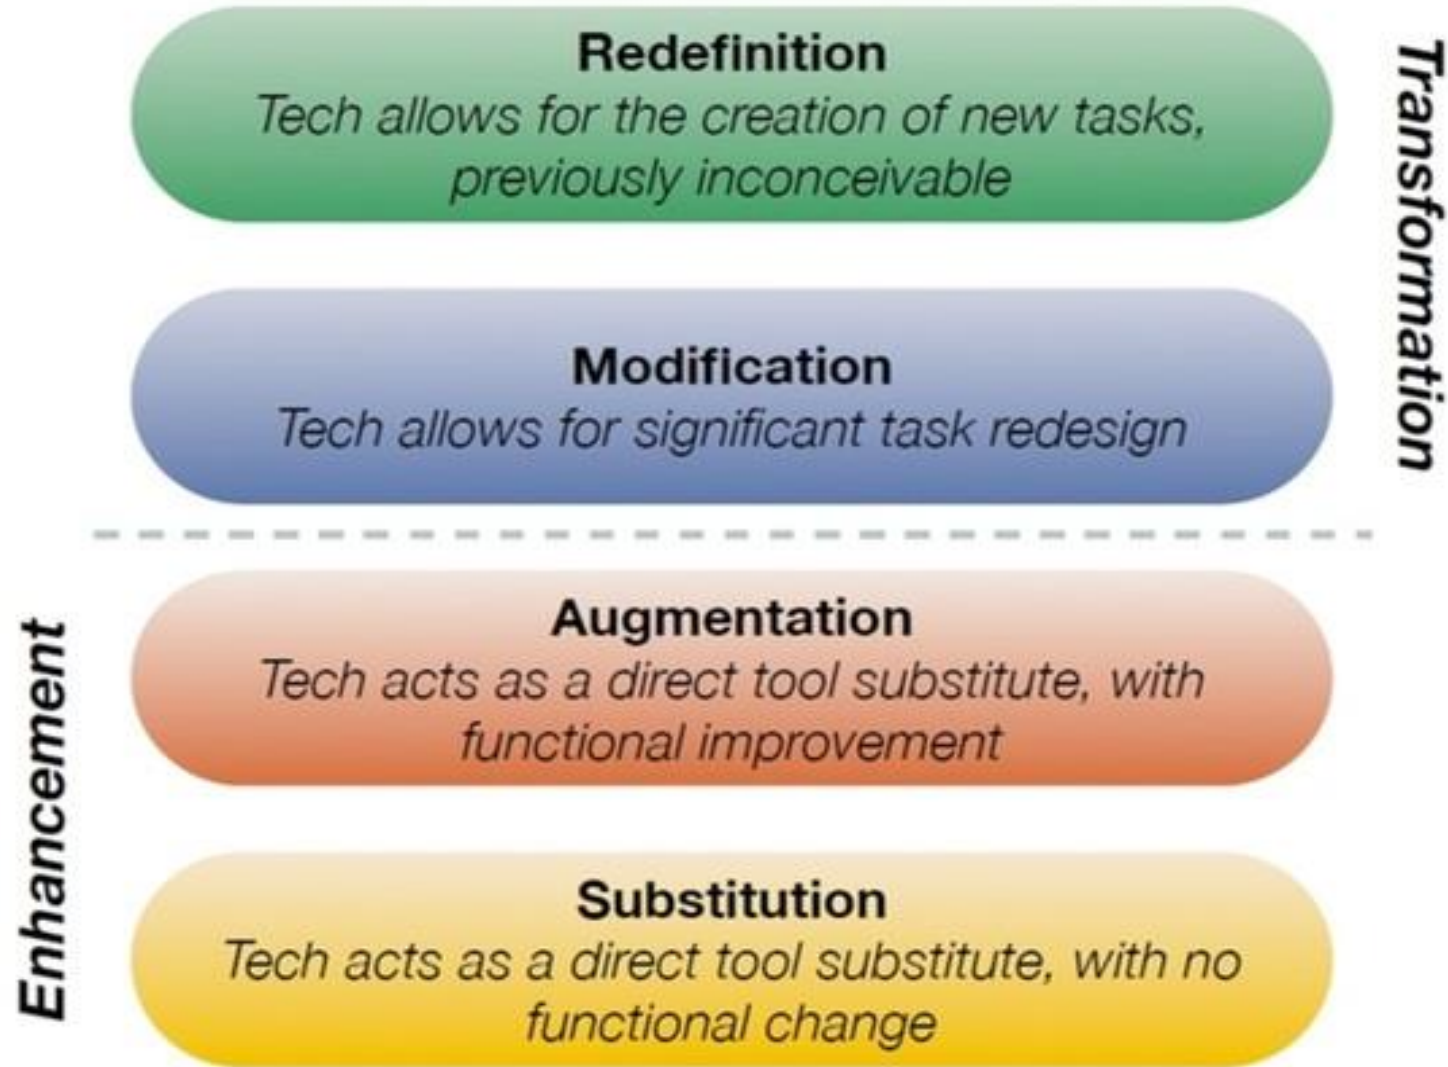 Redefinition
Tech allows for the creation of new tasks,
previously inconceivable
Transformation
Modification
Tech allows for significant task redesign
Enhancement
Augmentation
Tech acts as a direct tool substitute, with
functional improvement
Substitution
Tech acts as a direct tool substitute, with no
functional change